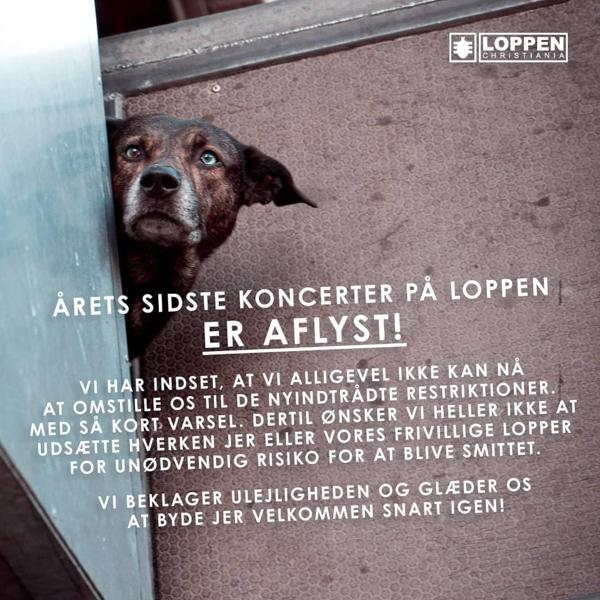 LOPPEN
CHRISTIANIA
ÅRETS SIDSTE KONCERTER PÅ LOPPEN
ER AFLYST!
VI HAR INDSET, AT VI ALLIGEVEL IKKE KAN NÅ
AT OMSTILLE OS TIL DE NYINDTRÅDTE RESTRIKTIONER.
MED SÅ KORT VARSEL. DERTIL ØNSKER VI HELLER IKKE AT
UDSÆTTE HVERKEN JER ELLER VORES FRIVILLIGE LOPPER
FOR UNØDVENDIG RISIKO FOR AT BLIVE SMITTET.
VI BEKLAGER ULEJLIGHEDEN OG GLÆDER OS
AT BYDE JER VELKOMMEN SNART IGEN!